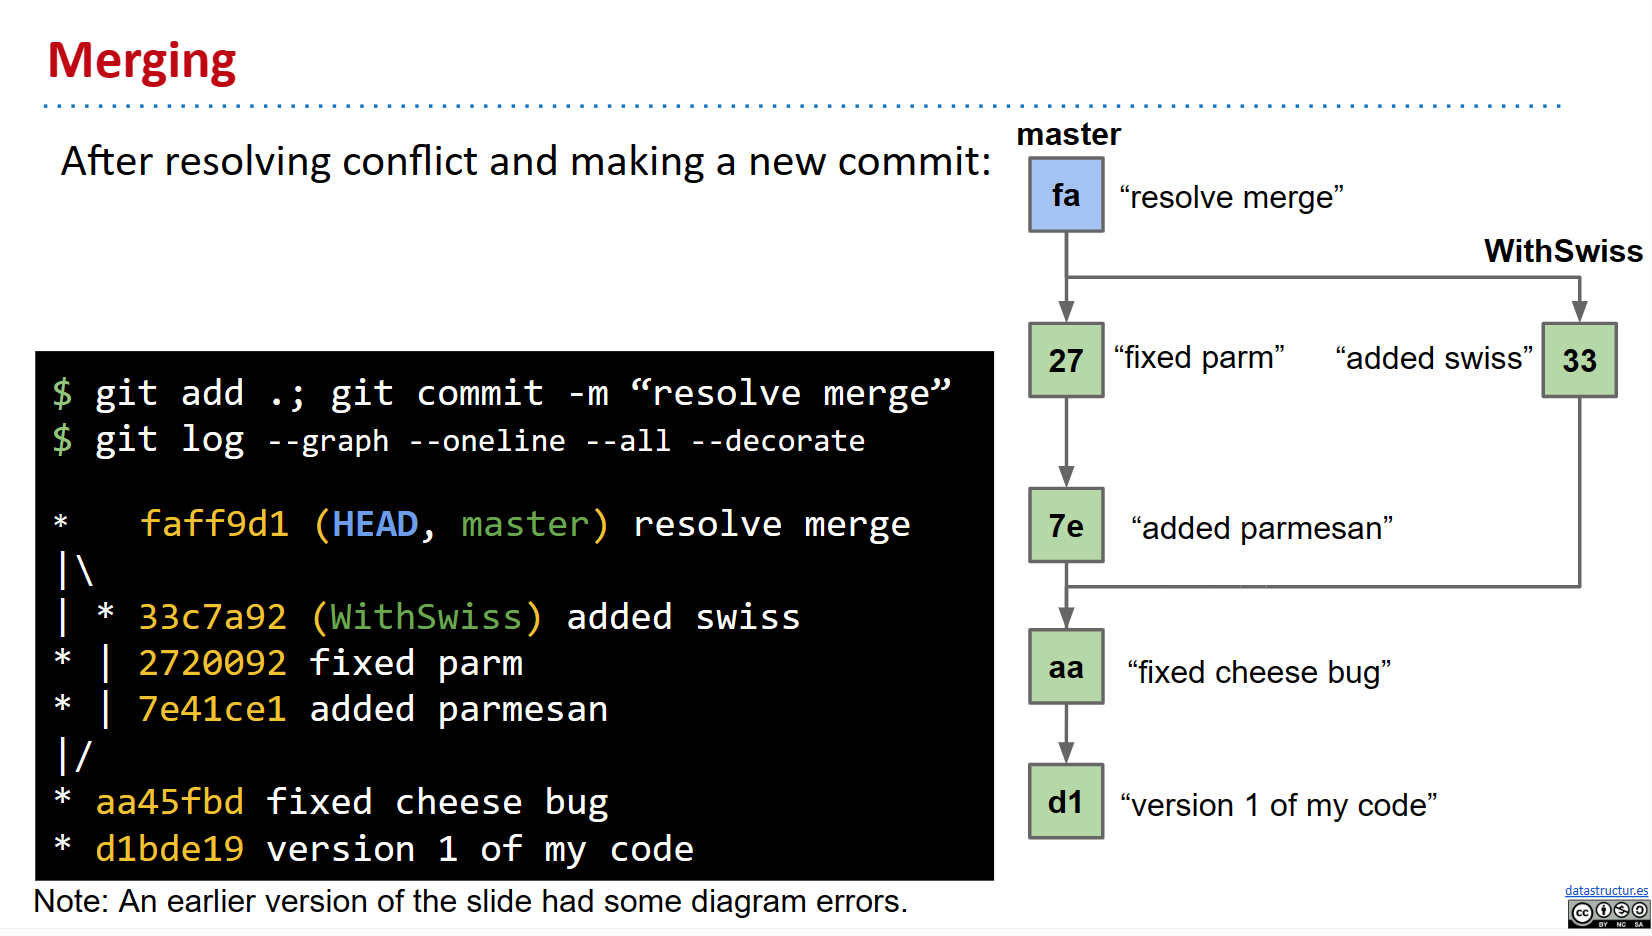 Merging
After resolving conflict and making a new commit:
master
fa
“resolve merge”
WithSwiss
27
“fixed parm”
“added swiss”
33
7e
“added parmesan”
aa
“fixed cheese bug”
d1
“version 1 of my code”
$ git add .; git commit -m “resolve merge”
$ git log --graph --oneline --all --decorate
*    faff9d1 (HEAD, master) resolve merge
|\
| * 33c7a92 (WithSwiss) added swiss
* | 2720092 fixed parm
* | 7e41ce1 added parmesan
|/
* aa45fbd fixed cheese bug
* d1bde19 version 1 of my code
Note: An earlier version of the slide had some diagram errors.
datastructur.es
cc
BY NC SA